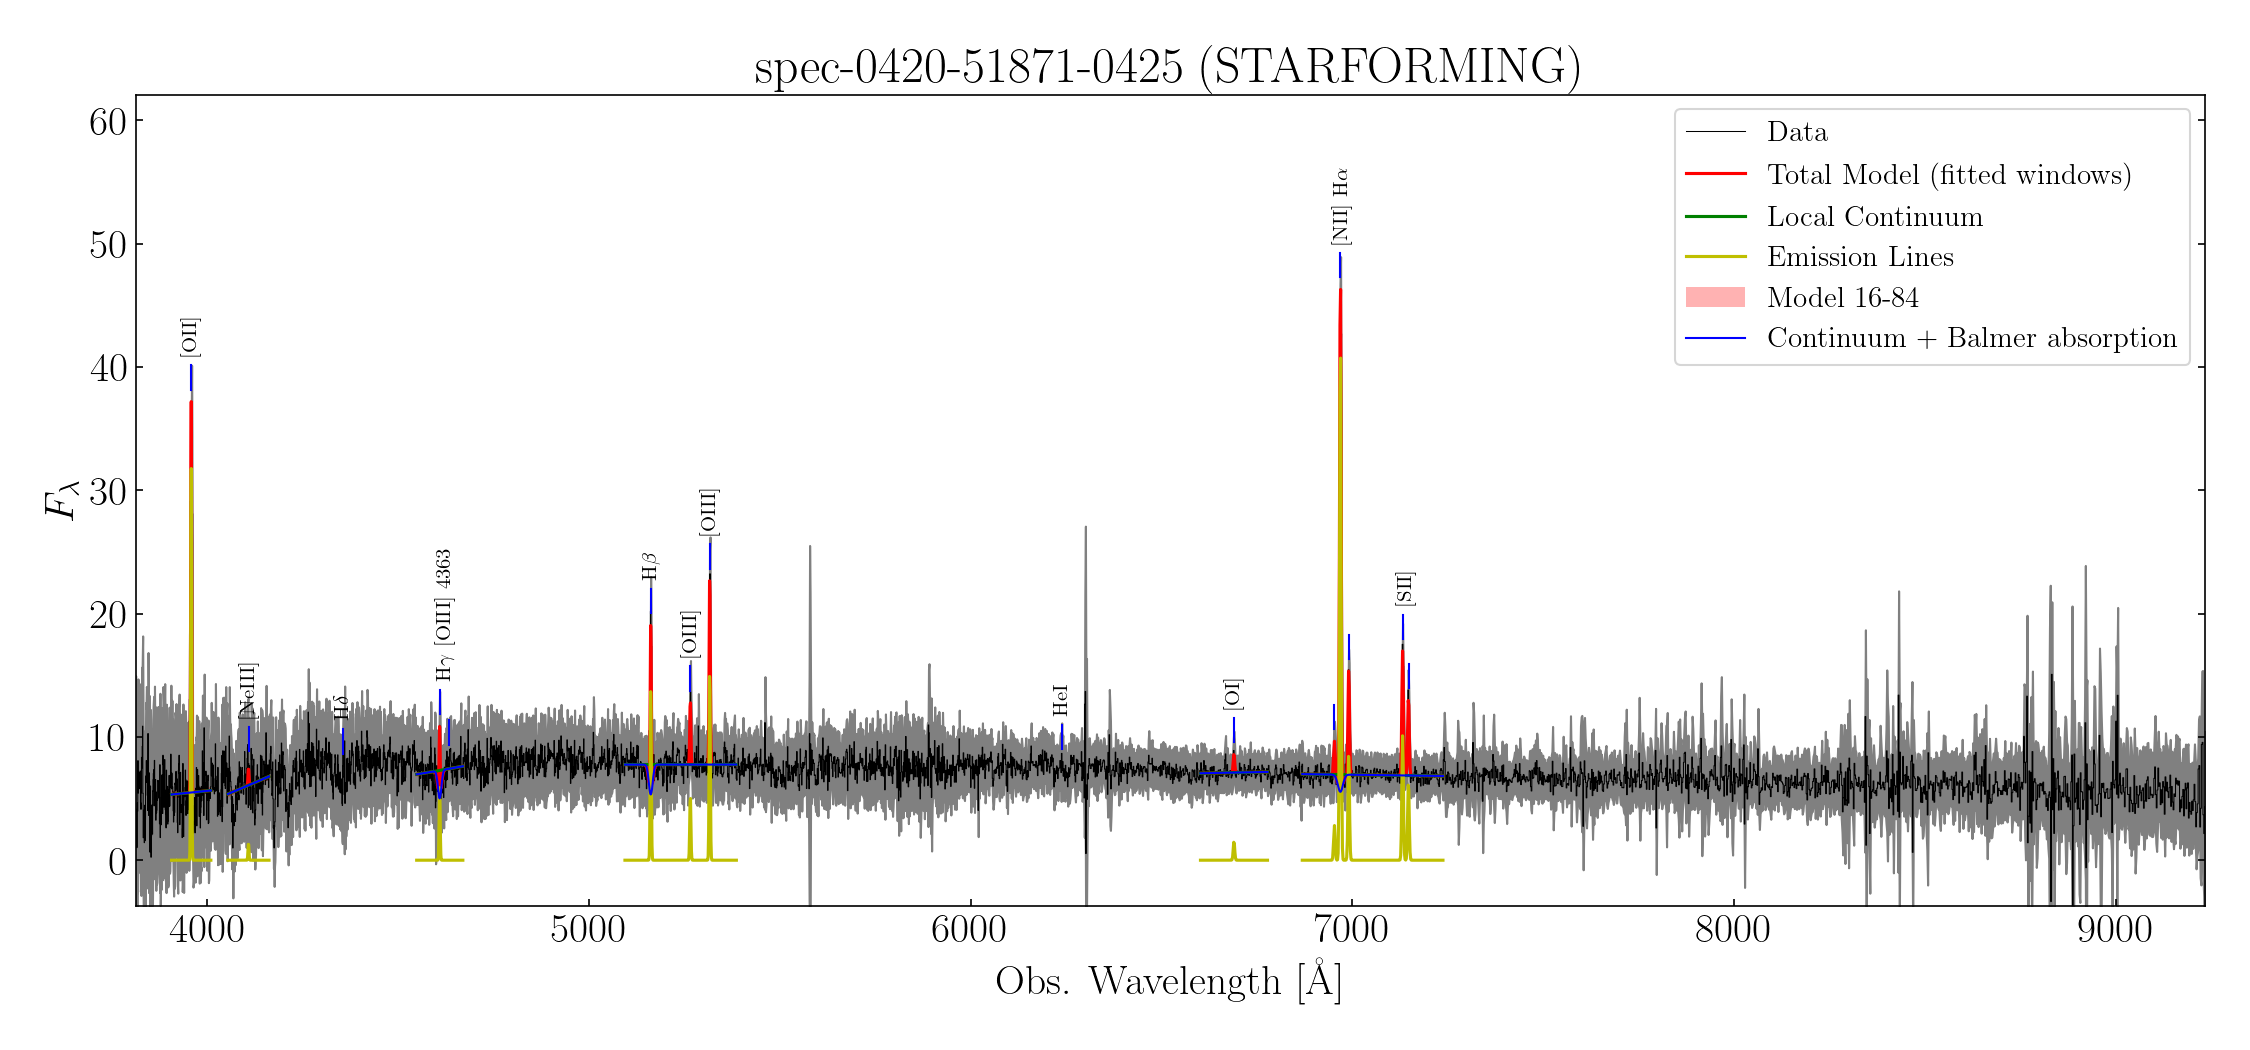 spec-0420-51871-0425 (STARFORMING)
60
50
40
30
20
10
0
Fλ
Data
Total Model (fitted windows)
Local Continuum
Emission Lines
Model 16-84
Continuum + Balmer absorption
[OII]
[NeIII]
Hδ
Hγ [OIII] 4363
Hβ
[OIII]
[OIII]
HeI
[OI]
[NII] Hα
[SII]
4000
5000
6000
7000
8000
9000
Obs. Wavelength [Å]